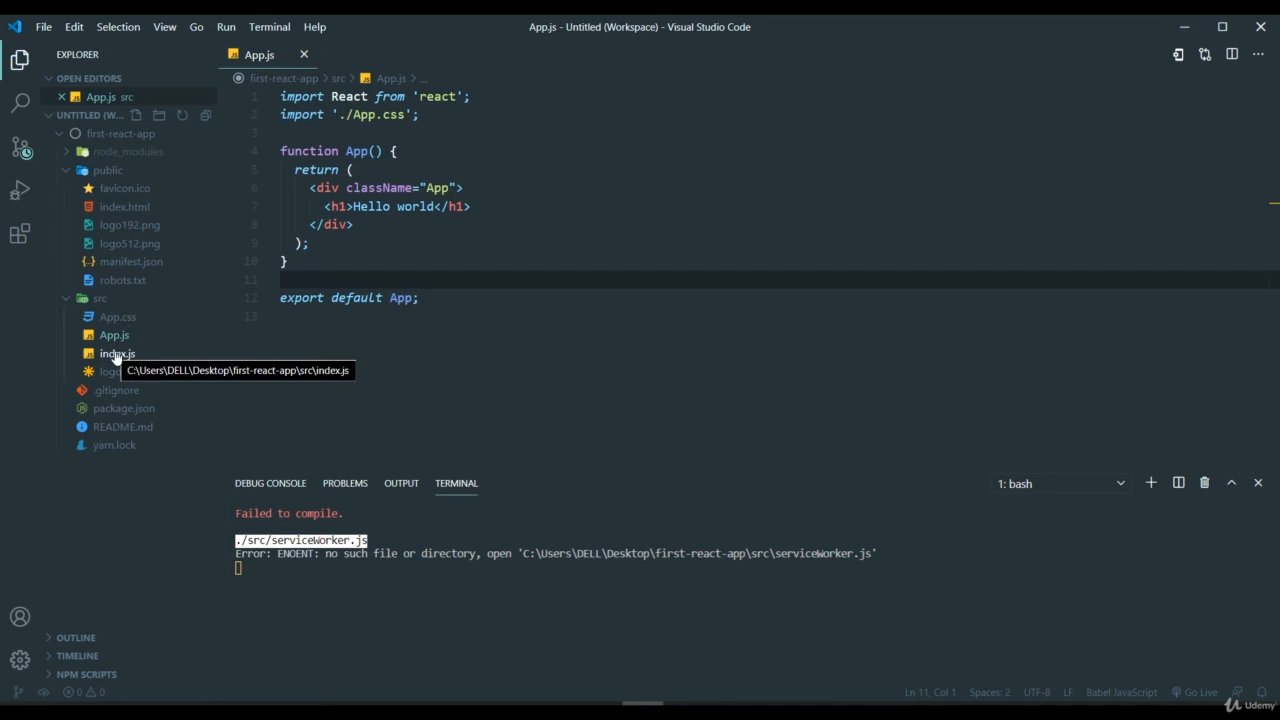 File Edit Selection View Go Run Terminal Help
App.js - Untitled (Workspace) - Visual Studio Code
EXPLORER
OPEN EDITORS
App.js src
UNTITLED (W...
first-react-app
node_modules
public
favicon.ico
index.html
logo192.png
logo512.png
manifest.json
robots.txt
src
App.css
App.js
index.js
logo
C:\Users\DELL\Desktop\first-react-app\src\index.js
.gitignore
package.json
README.md
yarn.lock
OUTLINE
TIMELINE
NPM SCRIPTS
App.js
first-react-app > src > App.js > ...
1 import React from 'react';
2 import './App.css';
3
4 function App() {
5 return (
6 <div className="App">
7 <h1>Hello world</h1>
8 </div>
9 );
10 }
11
12 export default App;
13
DEBUG CONSOLE PROBLEMS OUTPUT TERMINAL
1: bash
Failed to compile.
./src/serviceWorker.js
Error: ENOENT: no such file or directory, open 'C:\Users\DELL\Desktop\first-react-app\src\serviceWorker.js'
0 0
Ln 11, Col 1 Spaces: 2 UTF-8 LF Babel JavaScript Go Live
Udemy